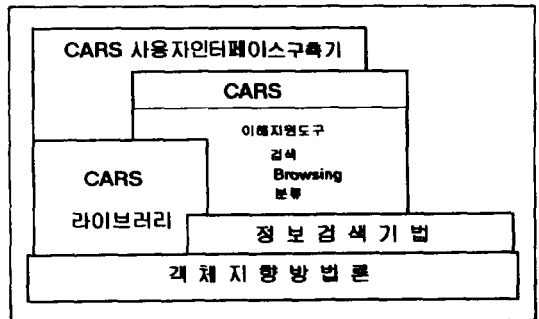 CARS 사용자인터페이스구축기
CARS
이해지원도구
검색
Browsing
분류
CARS
라이브러리
정보검색기법
객체지향방법론